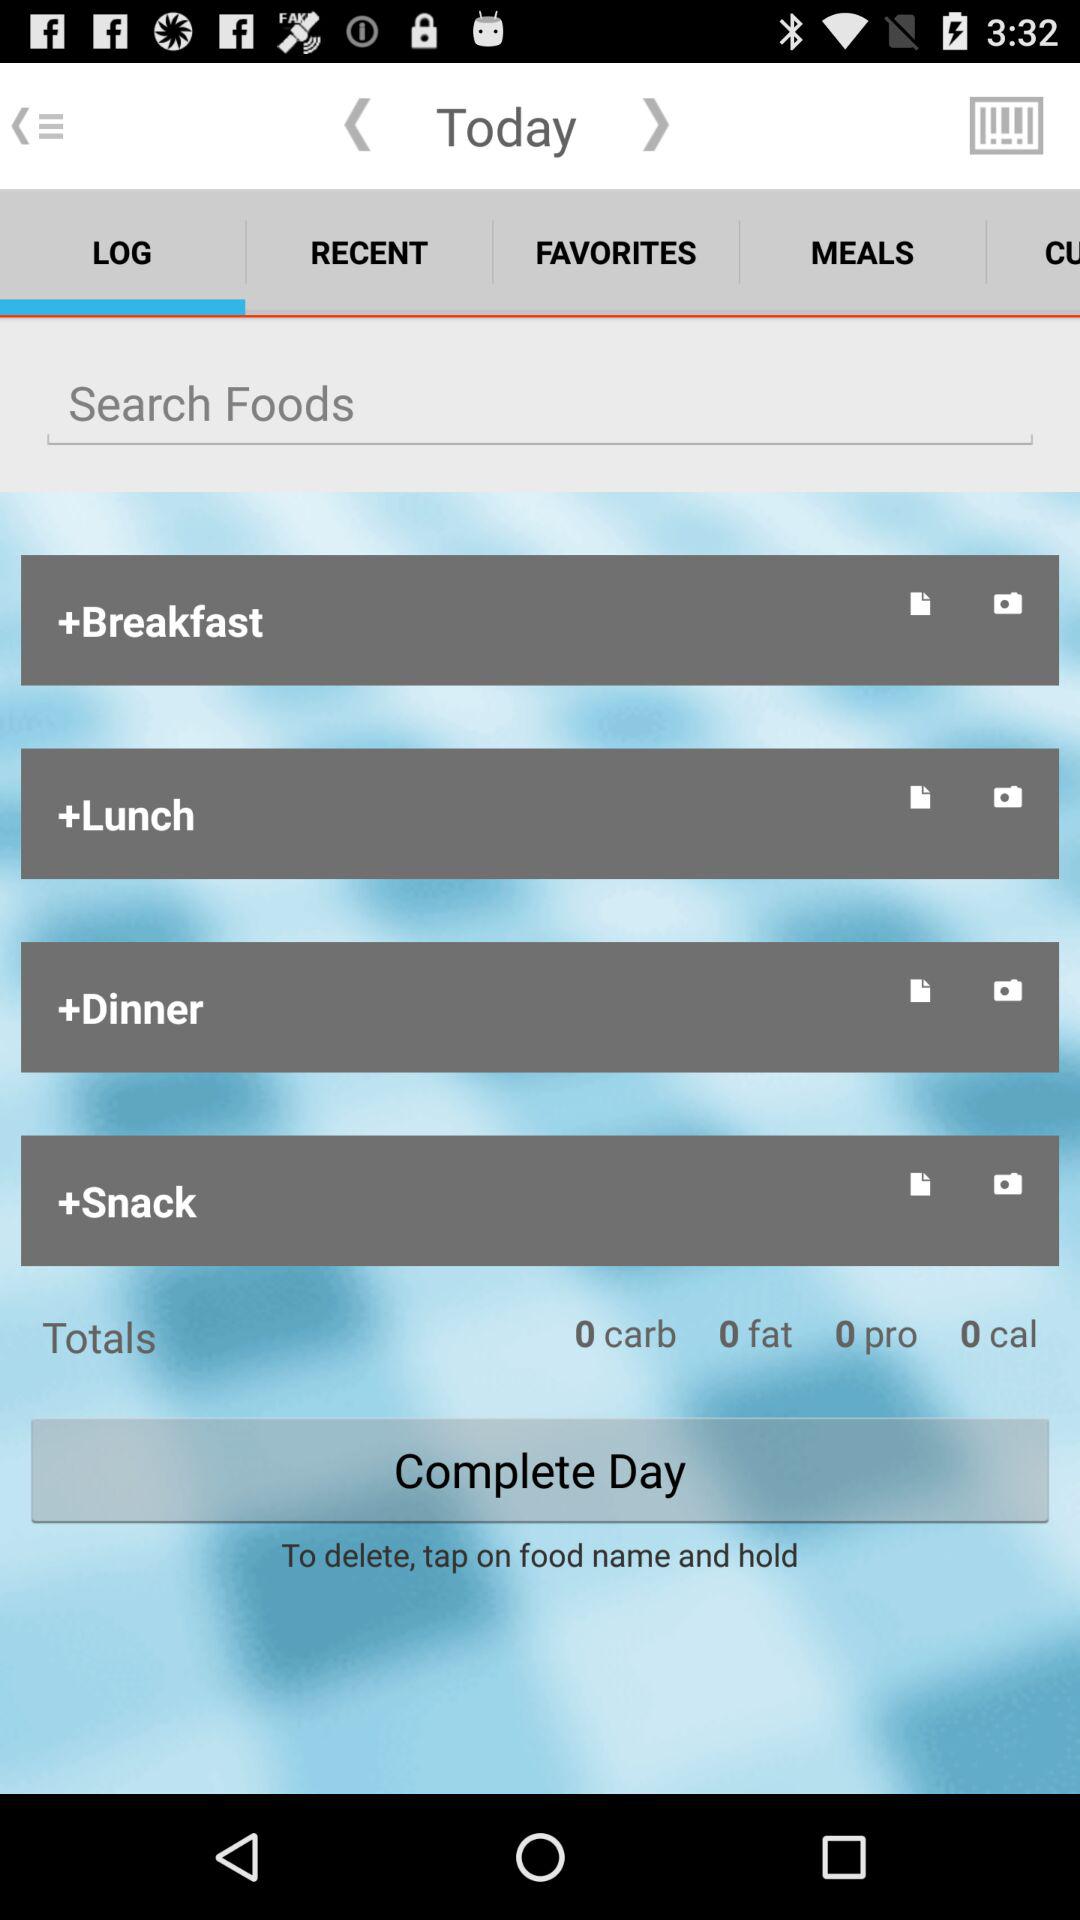 FAKE
3:32
Today
LOG RECENT FAVORITES MEALS CU
Search Foods
+Breakfast
+Lunch
+Dinner
+Snack
Totals 0 carb 0 fat 0 pro 0 cal
Complete Day
To delete, tap on food name and hold